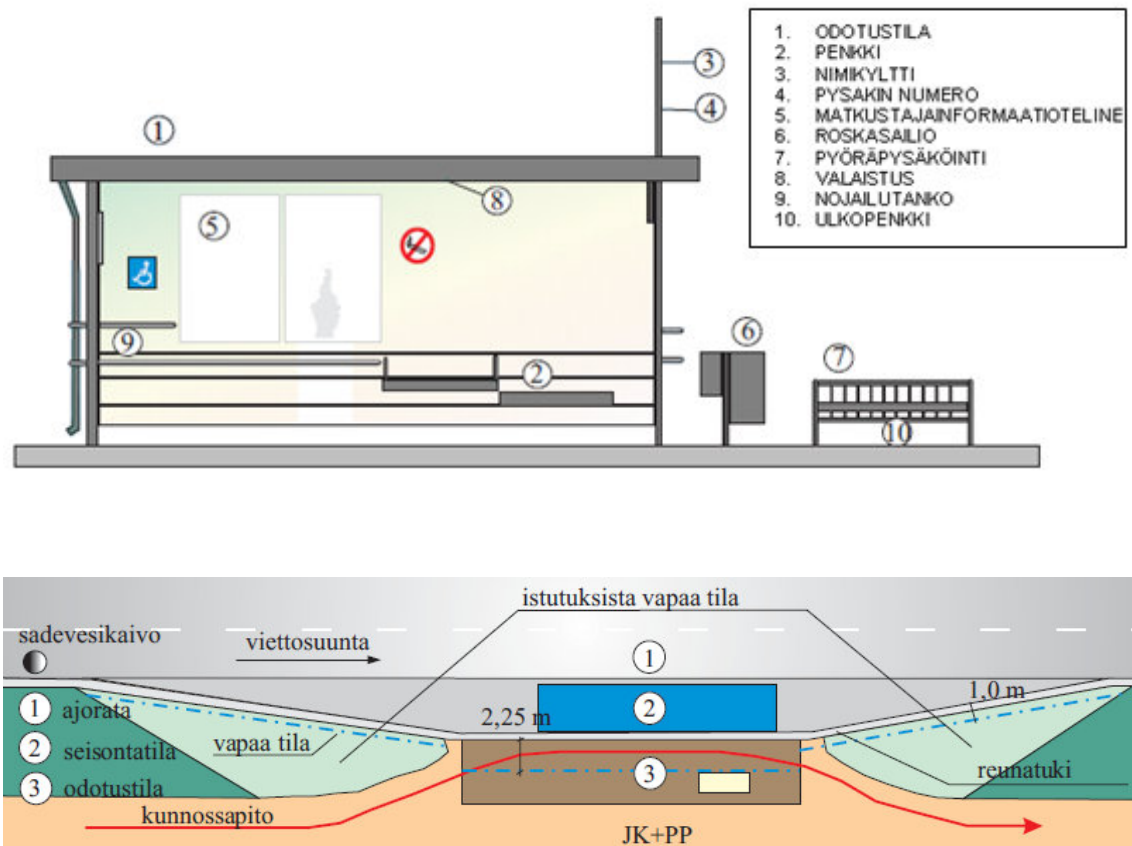 1. ODOTUSTILA
2. PENKKI
3. NIMIKYLTTI
4. PYSAKIN NUMERO
5. MATKUSTAJAINFORMAATIOTELINE
6. ROSKASAILIO
7. PYÖRÄPYSÄKÖINTI
8. VALAISTUS
9. NOJAILUTANKO
10. ULKOPENKKI
3
4
1
8
5
9
2
6
7
10
istutuksista vapaa tila
sadevesikaivo
viettosuunta
1
1 ajorata
2,25 m
2
1,0 m
2 seisontatila
vapaa tila
3 odotustila
3
reunatuki
kunnossapito
JK+PP